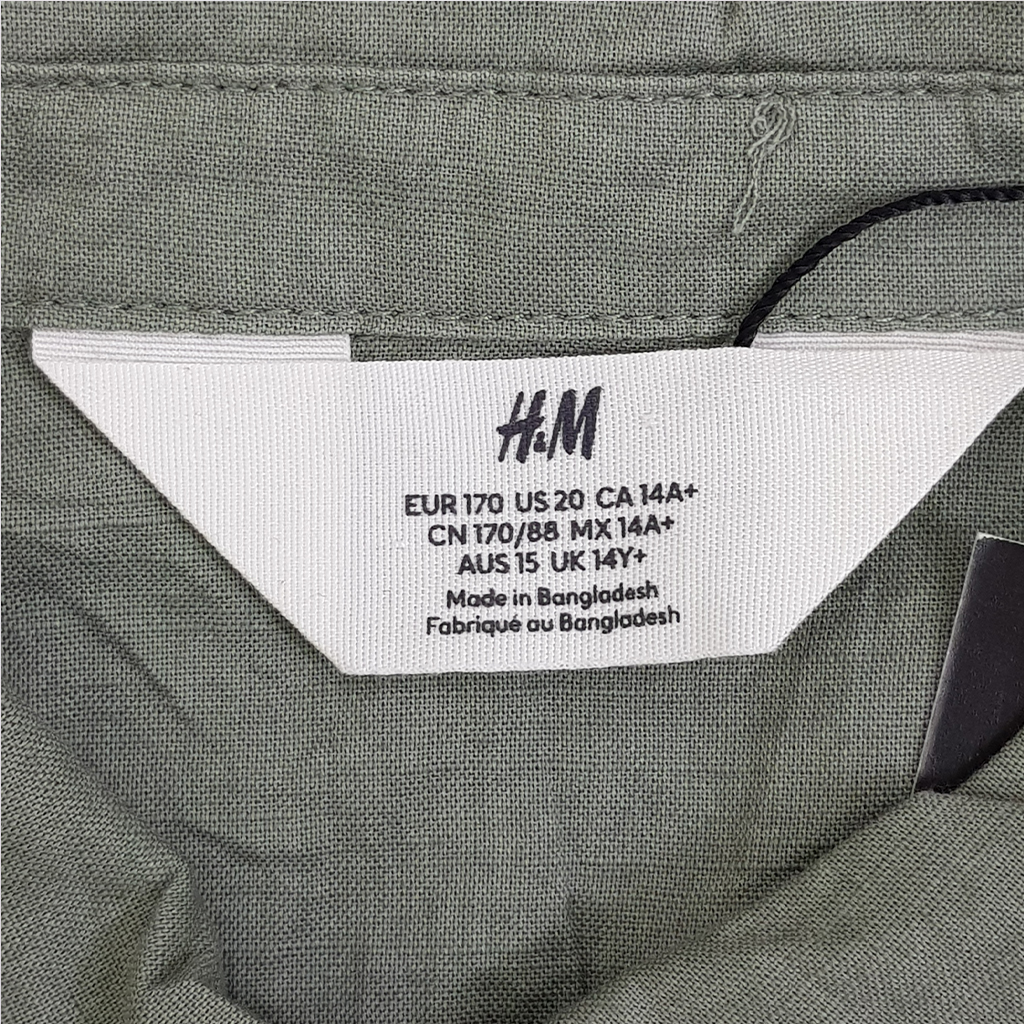 H&M
EUR 170 US 20 CA 14A+
CN 170/88 MX 14A+
AUS 15 UK 14Y+
Made in Bangladesh
Fabriqué au Bangladesh